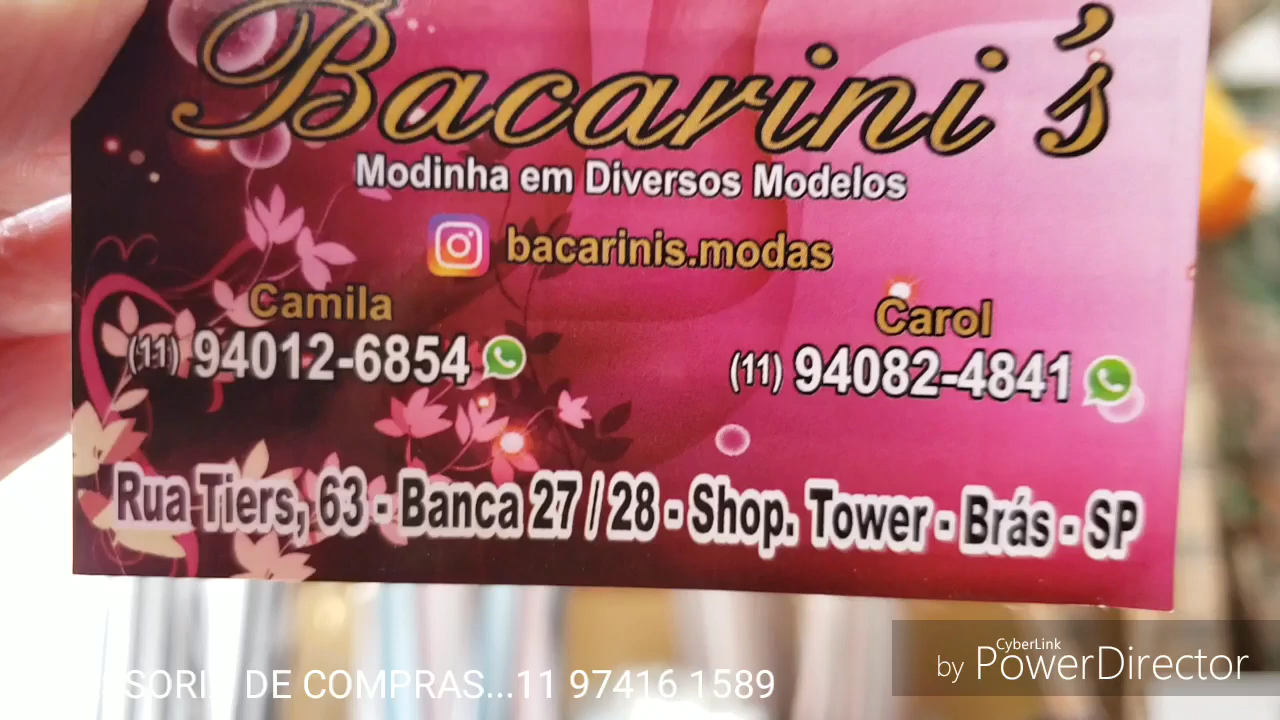 Bacarini's
Modinha em Diversos Modelos
bacarinis.modas
Camila
(11) 94012-6854
Carol
(11) 94082-4841
Rua Tiers, 63 - Banca 27 / 28 - Shop. Tower - Brás - SP
DE COMPRAS...11 97416 1589
CyberLink
by PowerDirector